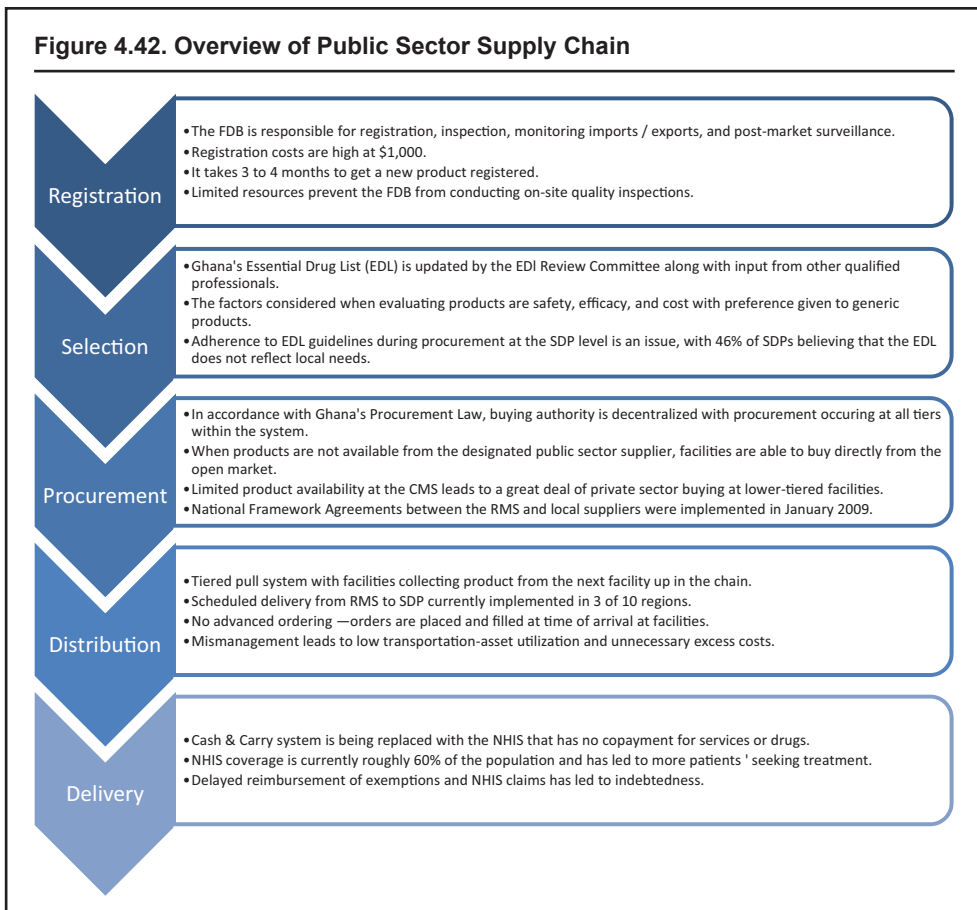 Figure 4.42. Overview of Public Sector Supply Chain
Registration
•The FDB is responsible for registration, inspection, monitoring imports / exports, and post-market surveillance.
•Registration costs are high at $1,000.
•It takes 3 to 4 months to get a new product registered.
•Limited resources prevent the FDB from conducting on-site quality inspections.
Selection
•Ghana's Essential Drug List (EDL) is updated by the EDl Review Committee along with input from other qualified
professionals.
•The factors considered when evaluating products are safety, efficacy, and cost with preference given to generic
products.
•Adherence to EDL guidelines during procurement at the SDP level is an issue, with 46% of SDPs believing that the EDL
does not reflect local needs.
Procurement
•In accordance with Ghana's Procurement Law, buying authority is decentralized with procurement occuring at all tiers
within the system.
•When products are not available from the designated public sector supplier, facilities are able to buy directly from the
open market.
•Limited product availability at the CMS leads to a great deal of private sector buying at lower-tiered facilities.
•National Framework Agreements between the RMS and local suppliers were implemented in January 2009.
Distribution
•Tiered pull system with facilities collecting product from the next facility up in the chain.
•Scheduled delivery from RMS to SDP currently implemented in 3 of 10 regions.
•No advanced ordering —orders are placed and filled at time of arrival at facilities.
•Mismanagement leads to low transportation-asset utilization and unnecessary excess costs.
Delivery
•Cash & Carry system is being replaced with the NHIS that has no copayment for services or drugs.
•NHIS coverage is currently roughly 60% of the population and has led to more patients ' seeking treatment.
•Delayed reimbursement of exemptions and NHIS claims has led to indebtedness.